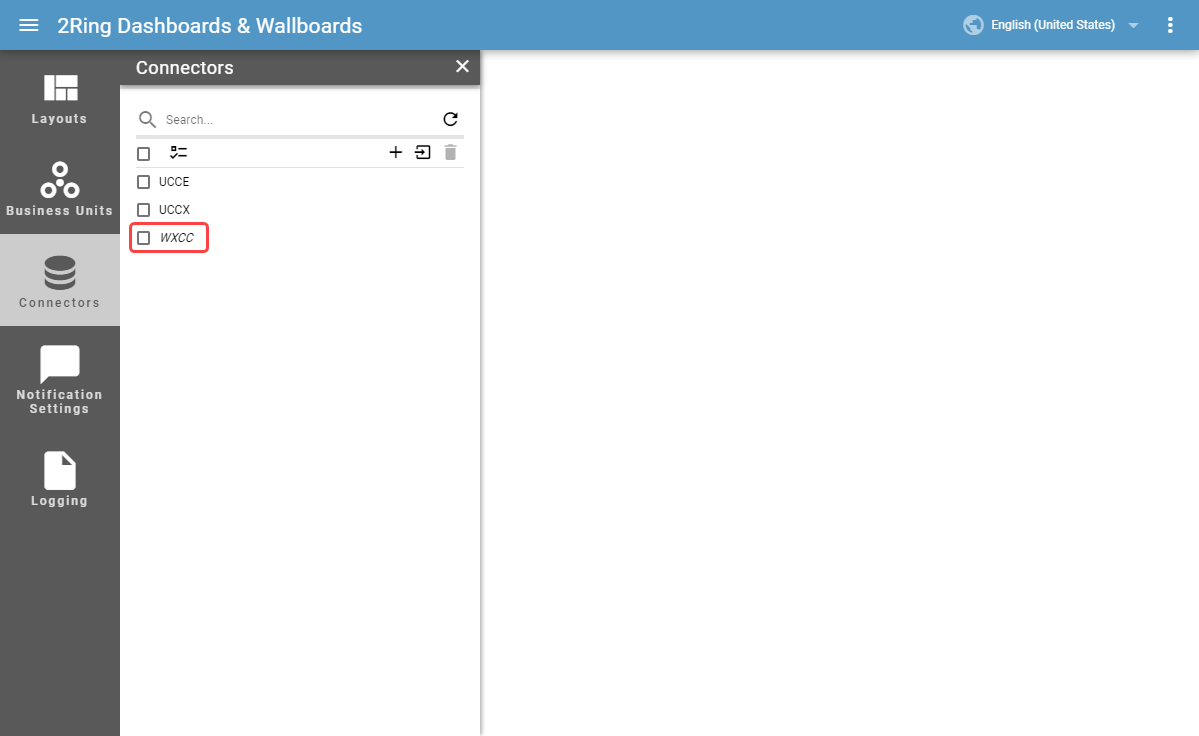 2Ring Dashboards & Wallboards
English (United States)
Layouts
Business Units
Connectors
Notification
Settings
Logging
Connectors
Search...
UCCE
UCCX
WXCC